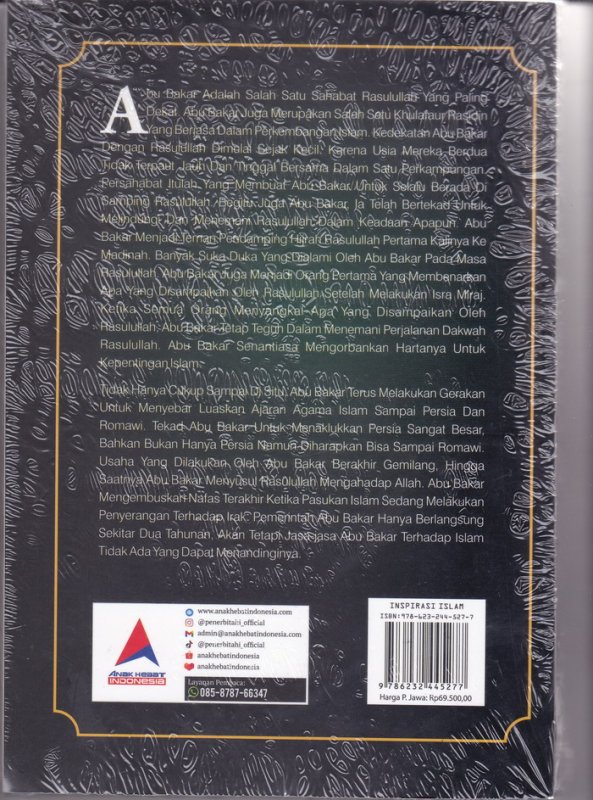 Abu Bakar Adalah Salah Satu Sahabat Rasulullah Yang Paling
Dekat. Abu Bakar Juga Merupakan Salah Satu Khulafaur Rasidin
Yang Berjasa Dalam Perkembangan Islam. Kedekatan Abu Bakar
Dengan Rasulullah Dimulai Sejak Kecil. Karena Usia Mereka Berdua
Tidak Terpaut Jauh Dan Tinggal Bersama Dalam Satu Perkampungan.
Persahabat Itulah Yang Membuat Abu Bakar Untuk Selalu Berada Di
Samping Rasulullah. Begitu Juga Abu Bakar, Ia Telah Bertekad Untuk
Melindungi Dan Menemani Rasulullah Dalam Keadaan Apapun. Abu
Bakar Menjadi Teman Pendamping Hijrah Rasulullah Pertama Kalinya Ke
Madinah. Banyak Suka Duka Yang Dialami Oleh Abu Bakar Pada Masa
Rasulullah. Abu Bakar Juga Menjadi Orang Pertama Yang Membenarkan
Apa Yang Disampaikan Oleh Rasulullah Setelah Melakukan Isra Miraj.
Ketika Semua Orang Menyangkal Apa Yang Disampaikan Oleh
Rasulullah. Abu Bakar Tetap Teguh Dalam Menemani Perjalanan Dakwah
Rasulullah. Abu Bakar Senantiasa Mengorbankan Hartanya Untuk
Kepentingan Islam.
Tidak Hanya Cukup Sampai Di Situ, Abu Bakar Terus Melakukan Gerakan
Untuk Menyebar Luaskan Ajaran Agama Islam Sampai Persia Dan
Romawi. Tekad Abu Bakar Untuk Menaklukkan Persia Sangat Besar,
Bahkan Bukan Hanya Persia Namun Diharapkan Bisa Sampai Romawi.
Usaha Yang Dilakukan Oleh Abu Bakar Berakhir Gemilang, Hingga
Saatnya Abu Bakar Menyusul Rasulullah Mengahadap Allah. Abu Bakar
Mengembuskan Nafas Terakhir Ketika Pasukan Islam Sedang Melakukan
Penyerangan Terhadap Irak. Pemerintah Abu Bakar Hanya Berlangsung
Sekitar Dua Tahunan, Akan Tetapi Jasa-jasa Abu Bakar Terhadap Islam
Tidak Ada Yang Dapat Menandinginya.
ANAK HEBAT
INDONESIA
www.anakhebatindonesia.com
@penerbitahi_official
admin@anakhebatindonesia.com
@penerbitahi_official
anakhebatindonesia
anakhebatindonesia
Layanan Pembaca:
085-8787-66347
INSPIRASI ISLAM
ISBN 978-623-244-527-7
9 786232 445277
Harga P. Jawa: Rp69.500,00